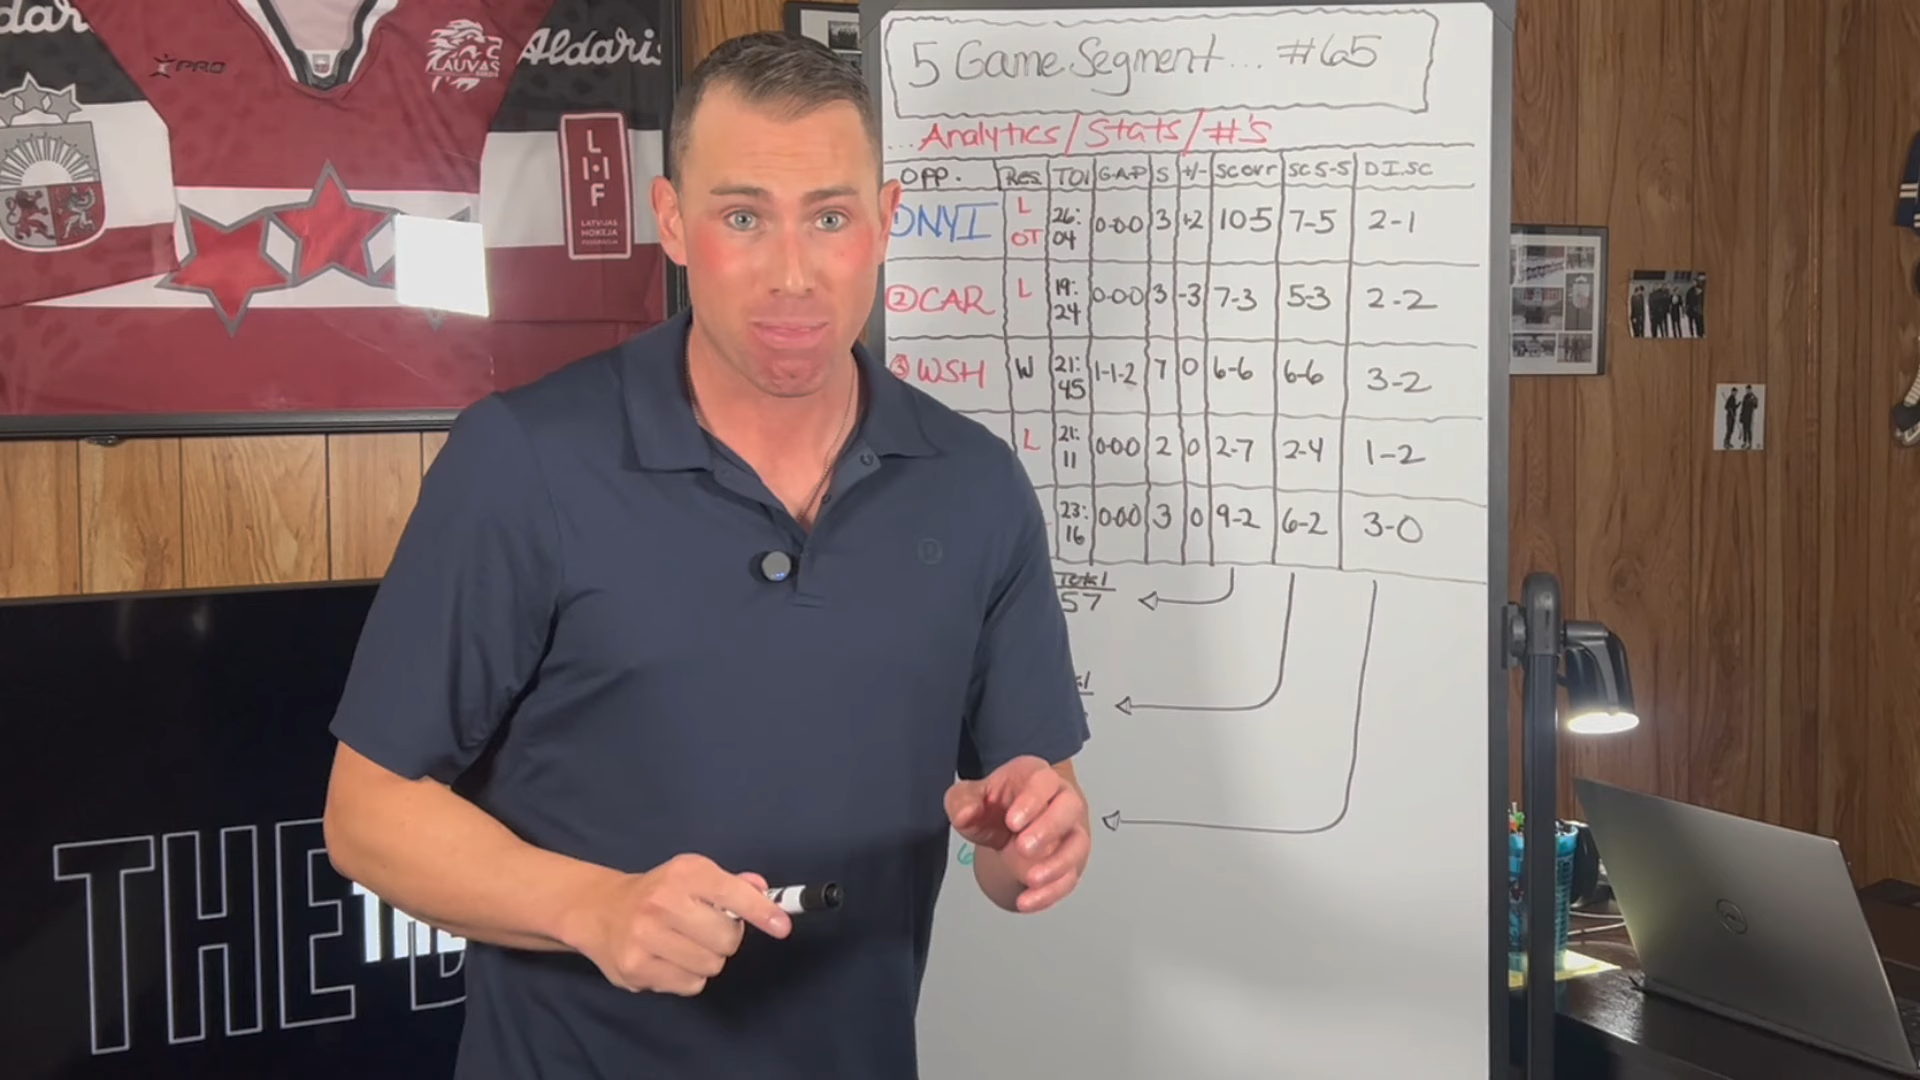 Aldaris
PRO
LAUVAS
L
I·I
F
LATVIJAS
HOKEJA
FEDERACIJA
THE
5 Game Segment... #65
...Analytics/Stats/#'s
OPP. Res TOI G-A-P S +/- SC OVr SC 5-5 D.I.SC
NYI L OT 26:04 0-0-0 3 10-5 7-5 2-1
② CAR L 19:24 0-0-0 3 -3 7-3 5-3 2-2
③ WSH W 21:45 1-1-2 7 0 6-6 6-6 3-2
L 21:11 0-0-0 2 0 2-7 2-4 1-2
23:16 0-0-0 3 0 9-2 6-2 3-0
Total
57